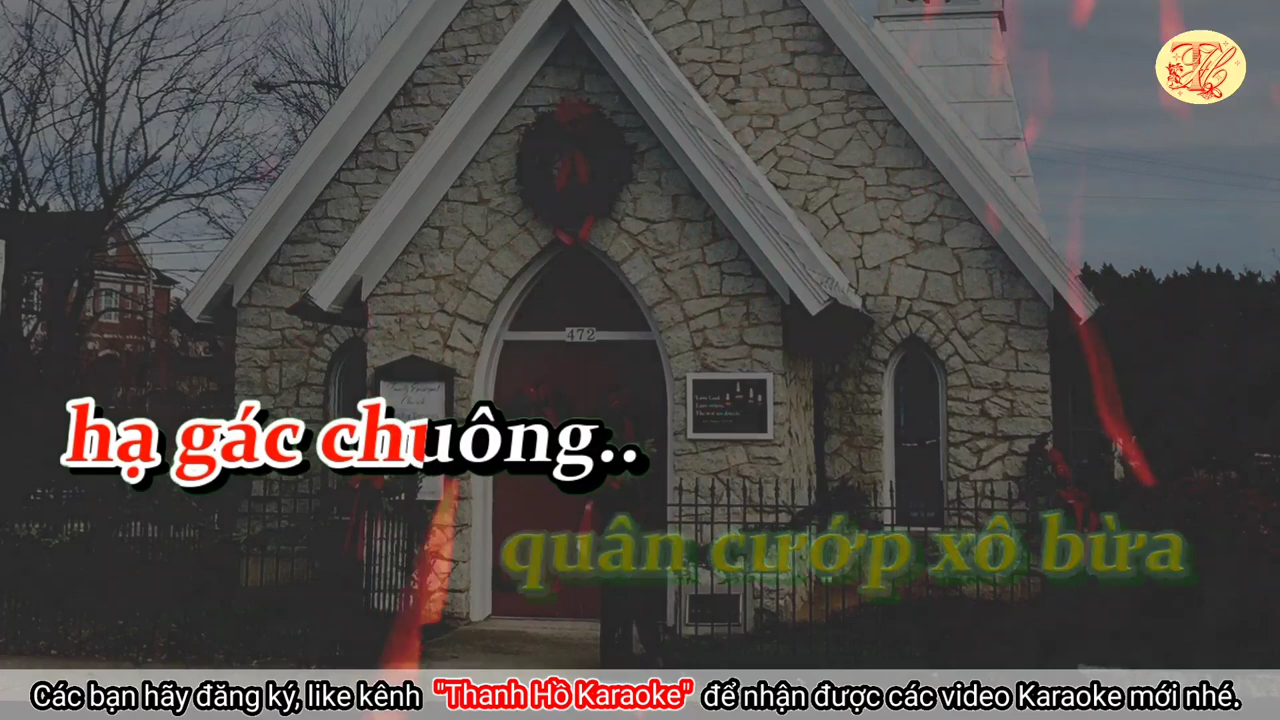 472
hạ gác chuông..
quân cướp xô bừa
Các bạn hãy đăng ký, like kênh "Thanh Hồ Karaoke" để nhận được các video Karaoke mới nhé.